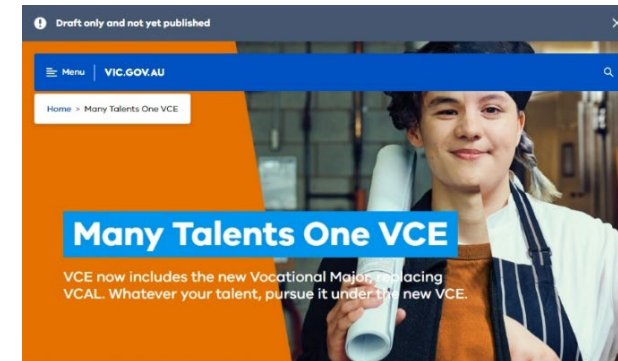 Draft only and not yet published
Menu VIC.GOV.AU
Home > Many Talents One VCE
Many Talents One VCE
VCE now includes the new Vocational Major, replacing
VCAL. Whatever your talent, pursue it under the new VCE.